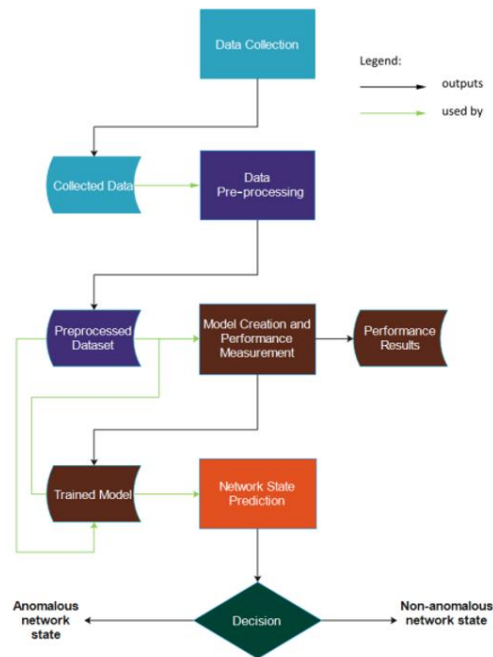 Data Collection
Legend:
outputs
used by
Collected Data
Data
Pre-processing
Preprocessed
Dataset
Model Creation and
Performance
Measurement
Performance
Results
Trained Model
Network State
Prediction
Anomalous
network
state
Decision
Non-anomalous
network state